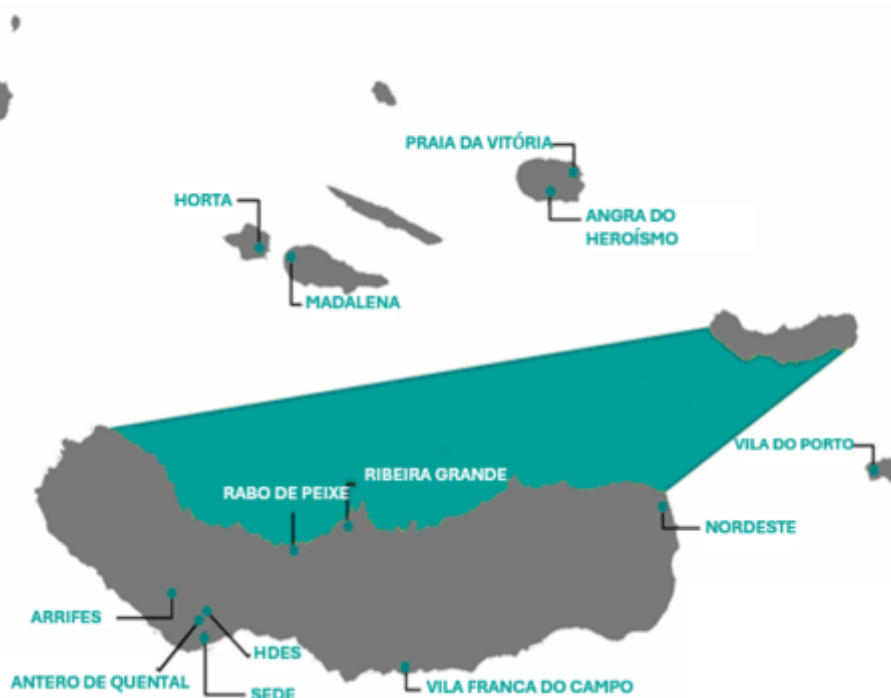 PRAIA DA VITÓRIA
HORTA
ANGRA DO
HEROÍSMO
MADALENA
VILA DO PORTO
RIBEIRA GRANDE
RABO DE PEIXE
NORDESTE
ARRIFES
HDES
ANTERO DE QUENTAL
SEDE
VILA FRANCA DO CAMPO